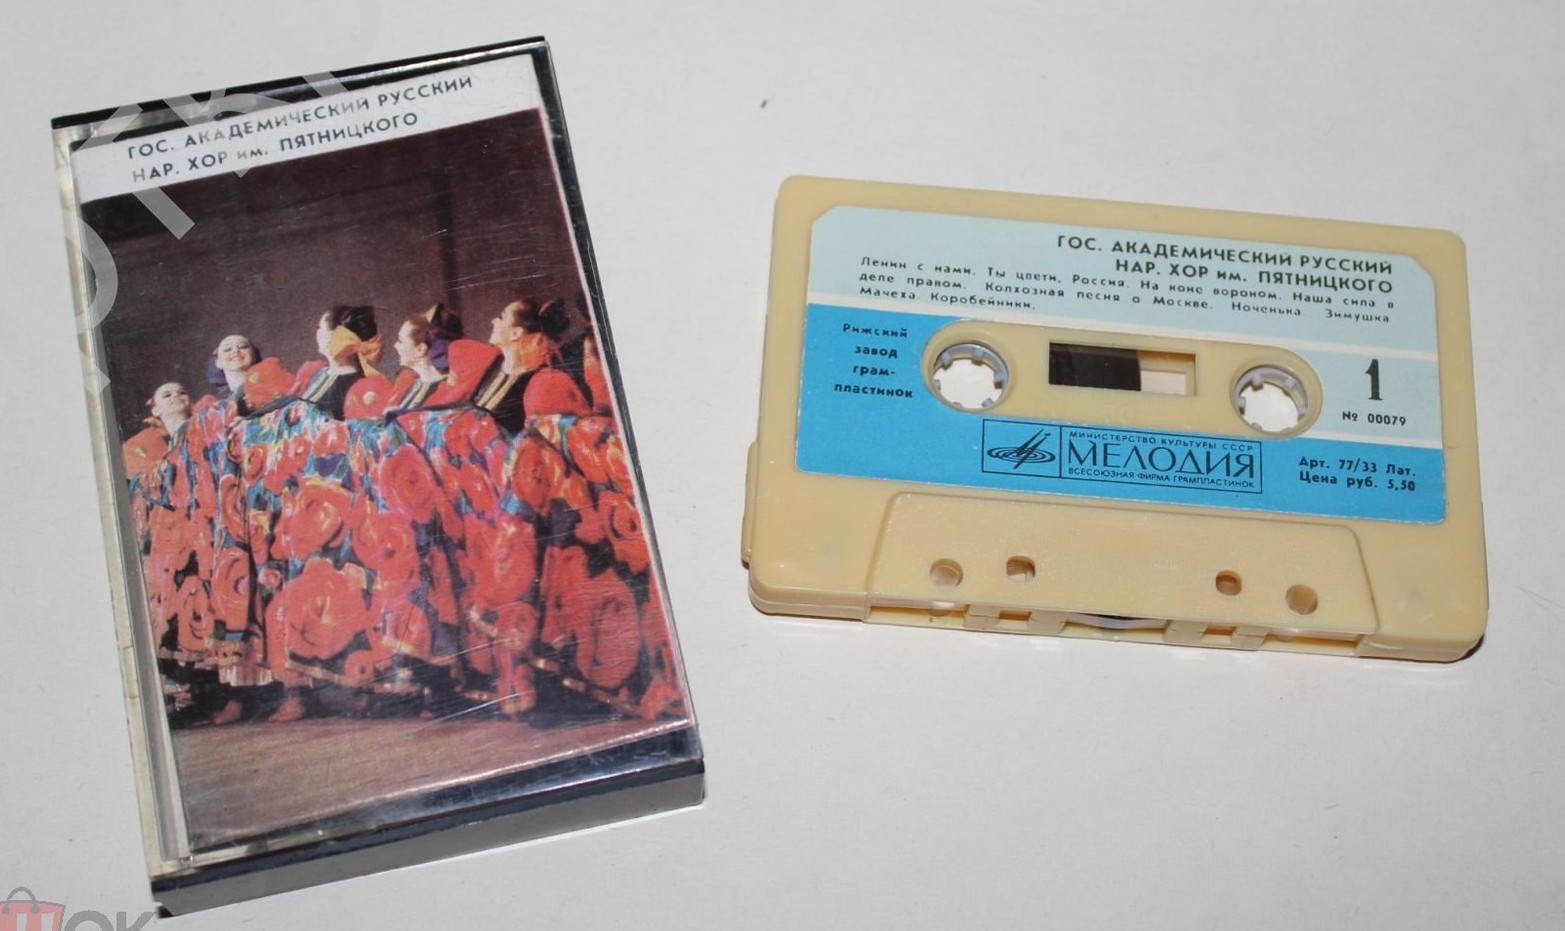 ГОС. АКАДЕМИЧЕСКИЙ РУССКИЙ
НАР. ХОР им. ПЯТНИЦКОГО
ГОС. АКАДЕМИЧЕСКИЙ РУССКИЙ
НАР. ХОР им. ПЯТНИЦКОГО
Ленин с нами. Ты цвети, Россия. На коне вороном. Наша сила в
деле правом. Колхозная песня о Москве. Ноченька. Зимушка
Мачеха. Коробейники.
Рижский
завод
грам-
пластинок
1
№ 00079
МИНИСТЕРСТВО КУЛЬТУРЫ СССР
МЕЛОДИЯ
ВСЕСОЮЗНАЯ ФИРМА ГРАМПЛАСТИНОК
Арт. 77/33 Лат.
Цена руб. 5,50